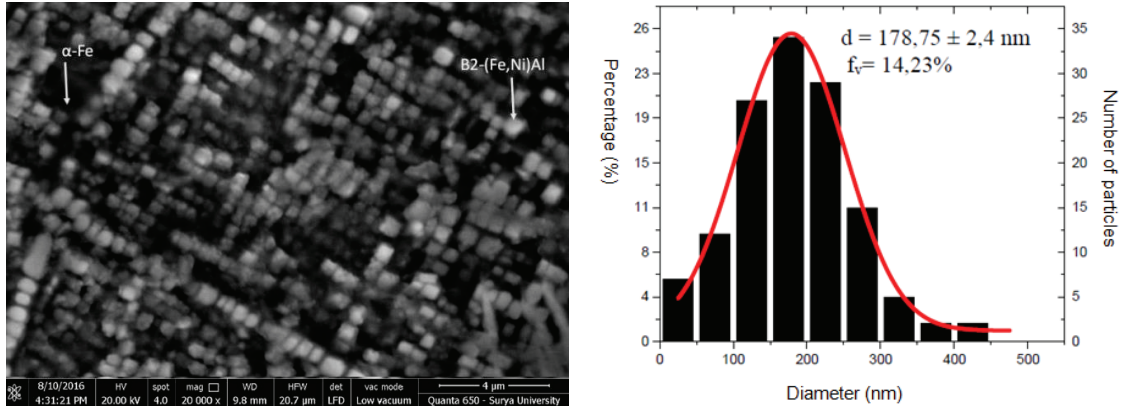 α-Fe
B2-(Fe,Ni)Al
8/10/2016 HV spot mag WD HFW det vac mode 4 µm
4:31:21 PM 20.00 kV 4.0 20 000 x 9.8 mm 20.7 µm LFD Low vacuum Quanta 650 - Surya University
d = 178,75 ± 2,4 nm
fᵥ= 14,23%
Percentage (%)
26
23
19
15
11
8
4
0
Number of particles
35
30
25
20
15
10
5
0
0 100 200 300 400 500
Diameter (nm)